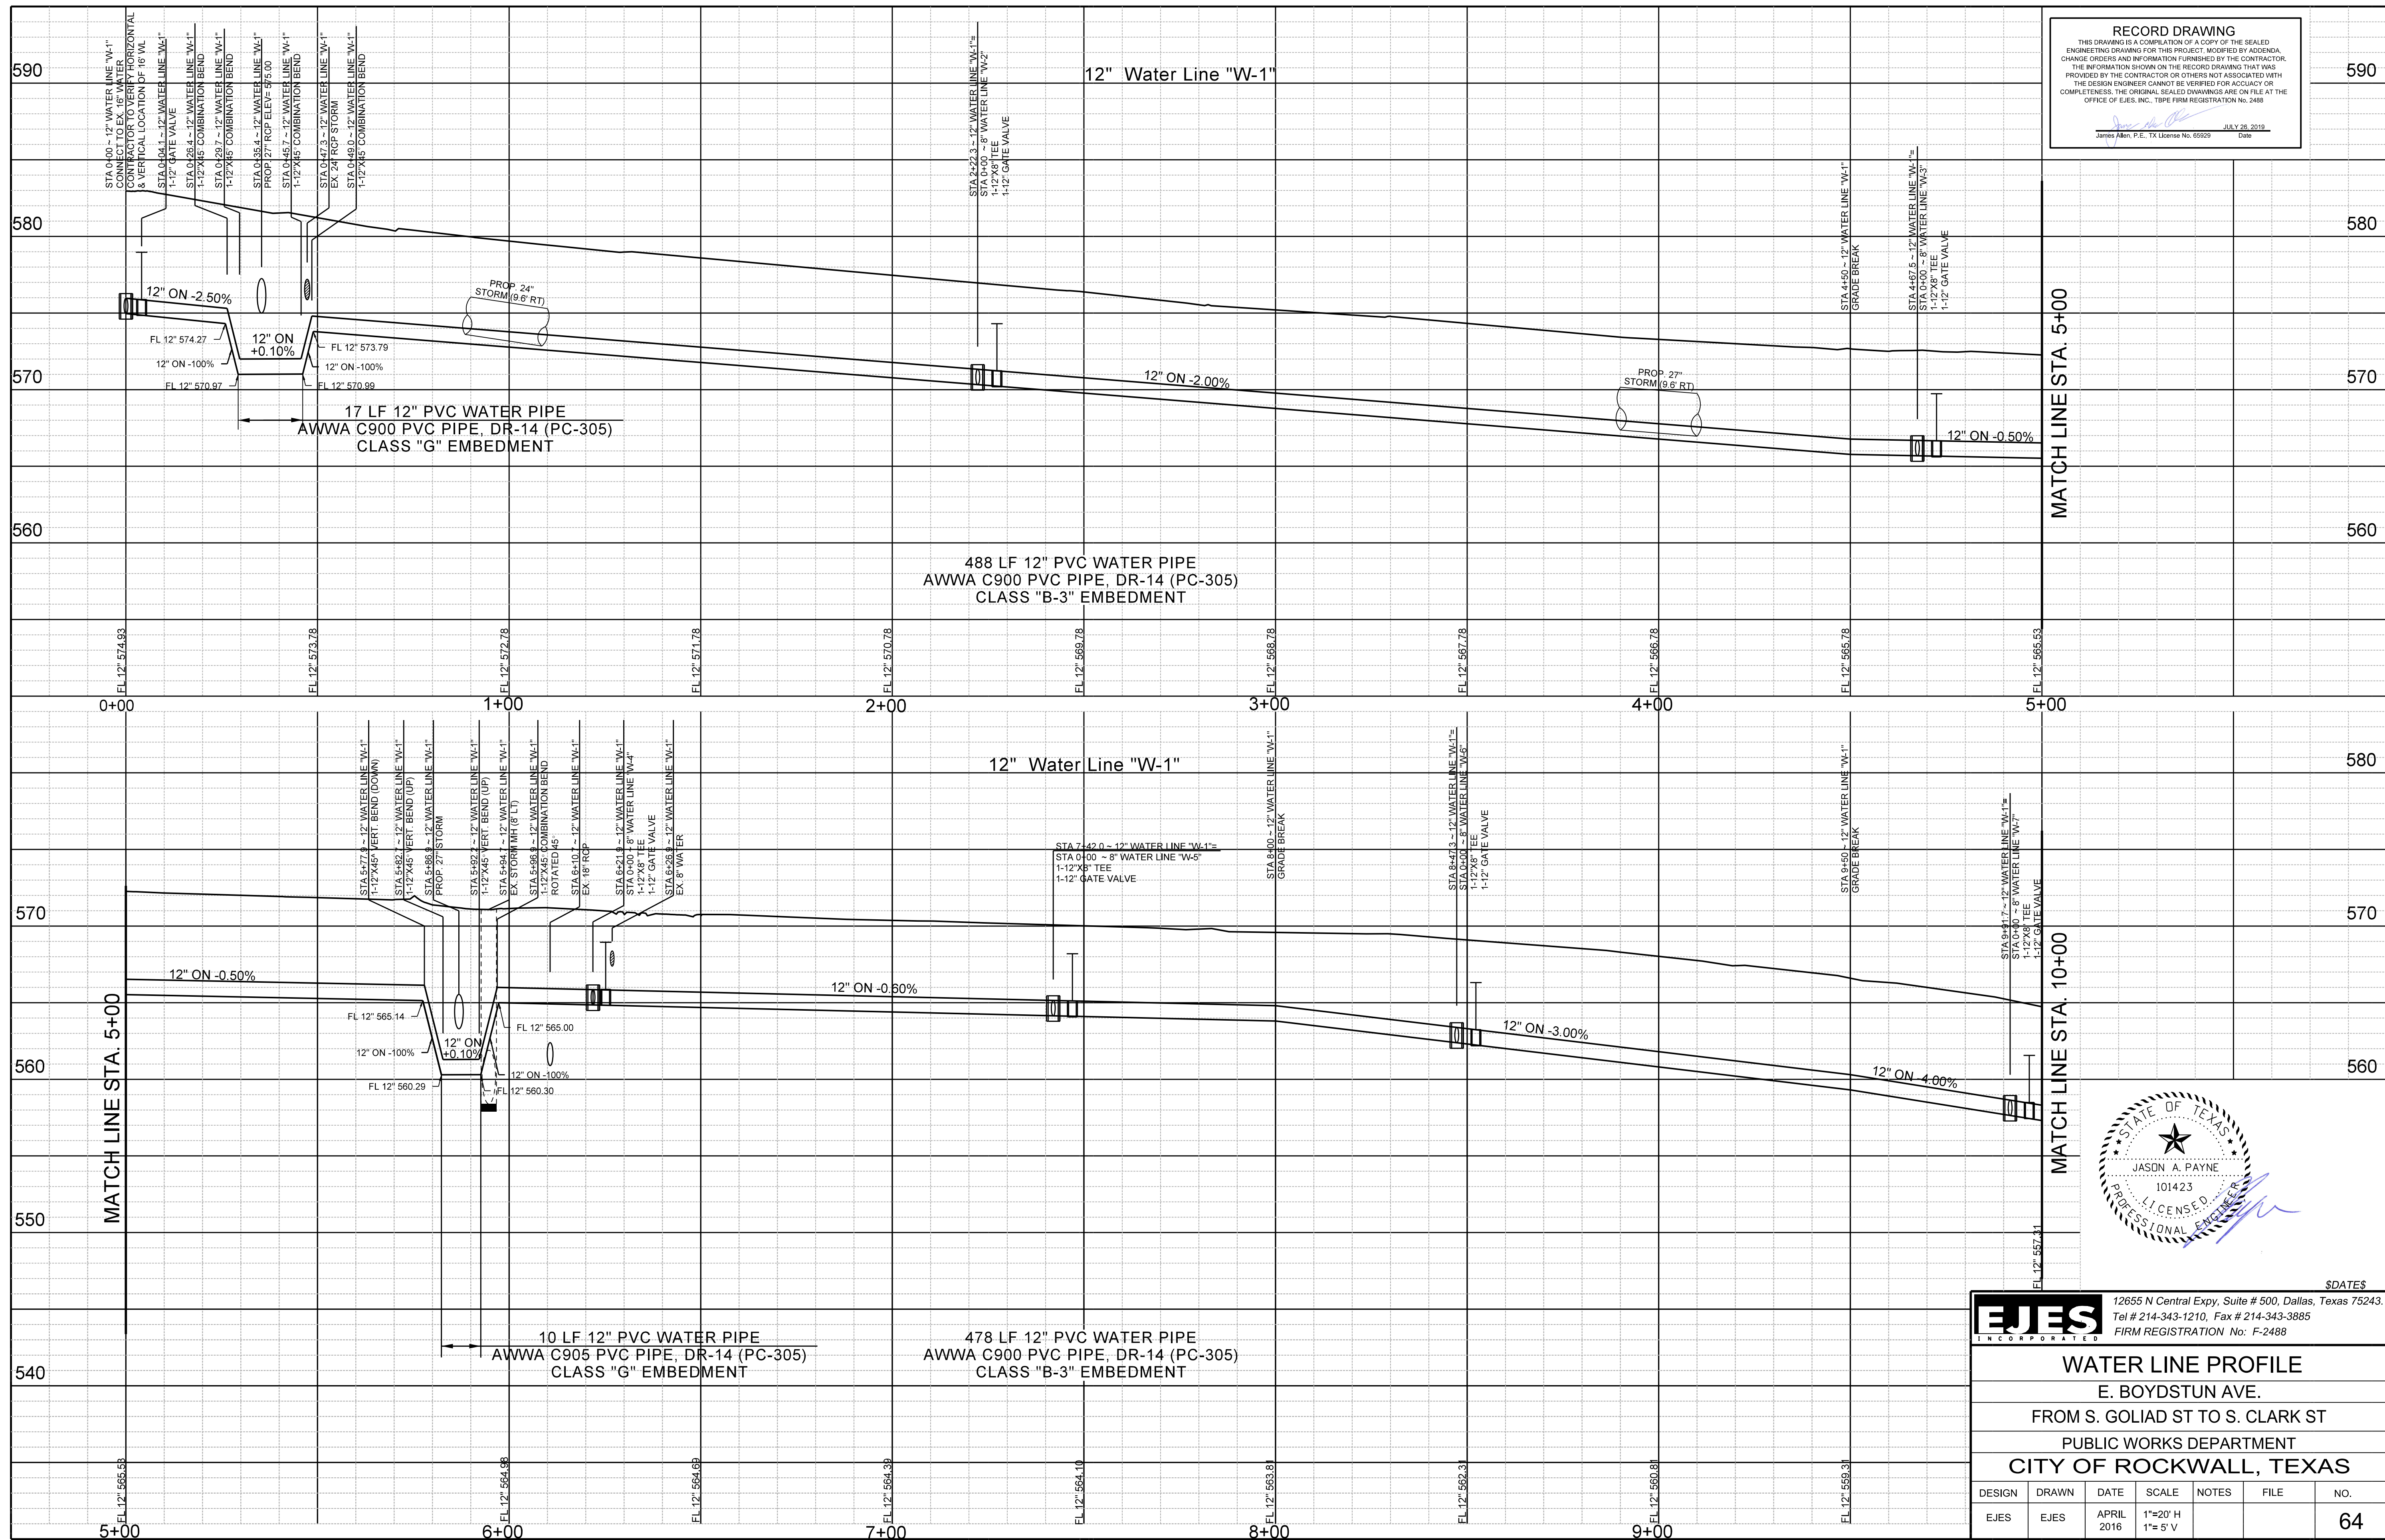 RECORD DRAWING
THIS DRAWING IS A COMPILATION OF A COPY OF THE SEALED
ENGINEETING DRAWING FOR THIS PROJECT, MODIFIED BY ADDENDA,
CHANGE ORDERS AND INFORMATION FURNISHED BY THE CONTRACTOR,
THE INFORMATION SHOWN ON THE RECORD DRAWING THAT WAS
PROVIDED BY THE CONTRACTOR OR OTHERS NOT ASSOCIATED WITH
THE DESIGN ENGINEER CANNOT BE VERIFIED FOR ACCUACY OR
COMPLETENESS. THE ORIGINAL SEALED DWAWINGS ARE ON FILE AT THE
OFFICE OF EJES, INC., TBPE FIRM REGISTRATION No, 2488
JULY 26, 2019
James Allen, P.E., TX License No. 65929 Date
12" Water Line "W-1"
590
580
570
560
590
580
570
560
STA 0+00 ~ 12" WATER LINE "W-1"
CONNECT TO EX. 16" WATER
CONTRACTOR TO VERIFY HORIZONTAL
& VERTICAL LOCATION OF 16' WL
STA 0+04.1 ~ 12" WATER LINE "W-1"
1-12" GATE VALVE
STA 0+26.4 ~ 12" WATER LINE "W-1"
1-12"X45° COMBINATION BEND
STA 0+29.7 ~ 12" WATER LINE "W-1"
1-12"X45° COMBINATION BEND
STA 0+35.4 ~ 12" WATER LINE "W-1"
PROP. 27" RCP ELEV= 575.00
STA 0+45.7 ~ 12" WATER LINE "W-1"
1-12"X45° COMBINATION BEND
STA 0+47.3 ~ 12" WATER LINE "W-1"
EX. 24" RCP STORM
STA 0+49.0 ~ 12" WATER LINE "W-1"
1-12"X45° COMBINATION BEND
STA 2+22.3 ~ 12" WATER LINE "W-1"=
STA 0+00 ~ 8" WATER LINE "W-2"
1-12"X8" TEE
1-12" GATE VALVE
STA 4+50 ~ 12" WATER LINE "W-1"
GRADE BREAK
STA 4+67.5 ~ 12" WATER LINE "W-1"=
STA 0+00 ~ 8" WATER LINE "W-3"
1-12"X8" TEE
1-12" GATE VALVE
12" ON -2.50%
FL 12" 574.27
12" ON -100%
FL 12" 570.97
12" ON
+0.10%
FL 12" 573.79
12" ON -100%
FL 12" 570.99
PROP. 24"
STORM (9.6' RT)
12" ON -2.00%
PROP. 27"
STORM (9.6' RT)
12" ON -0.50%
MATCH LINE STA. 5+00
17 LF 12" PVC WATER PIPE
AWWA C900 PVC PIPE, DR-14 (PC-305)
CLASS "G" EMBEDMENT
488 LF 12" PVC WATER PIPE
AWWA C900 PVC PIPE, DR-14 (PC-305)
CLASS "B-3" EMBEDMENT
FL 12" 574.93
FL 12" 573.78
FL 12" 572.78
FL 12" 571.78
FL 12" 570.78
FL 12" 569.78
FL 12" 568.78
FL 12" 567.78
FL 12" 566.78
FL 12" 565.78
FL 12" 565.53
0+00
1+00
2+00
3+00
4+00
5+00
12" Water Line "W-1"
580
570
560
570
560
550
540
STA 5+77.9 ~ 12" WATER LINE "W-1"
1-12"X45° VERT. BEND (DOWN)
STA 5+82.7 ~ 12" WATER LINE "W-1"
1-12"X45° VERT. BEND (UP)
STA 5+86.9 ~ 12" WATER LINE "W-1"
PROP. 27" STORM
STA 5+92.2 ~ 12" WATER LINE "W-1"
1-12"X45° VERT. BEND (UP)
STA 5+94.7 ~ 12" WATER LINE "W-1"
EX. STORM MH (8' LT)
STA 5+96.9 ~ 12" WATER LINE "W-1"
1-12"X45° COMBINATION BEND
ROTATED 45°
STA 6+10.7 ~ 12" WATER LINE "W-1"
EX. 18" RCP
STA 6+21.9 ~ 12" WATER LINE "W-1"
STA 0+00 ~ 8" WATER LINE "W-4"
1-12"X8" TEE
1-12" GATE VALVE
STA 6+26.9 ~ 12" WATER LINE "W-1"
EX. 8" WATER
STA 7+42.0 ~ 12" WATER LINE "W-1"=
STA 0+00 ~ 8" WATER LINE "W-5"
1-12"X8" TEE
1-12" GATE VALVE
STA 8+00 ~ 12" WATER LINE "W-1"
GRADE BREAK
STA 8+47.3 ~ 12" WATER LINE "W-1"=
STA 0+00 ~ 8" WATER LINE "W-6"
1-12"X8" TEE
1-12" GATE VALVE
STA 9+50 ~ 12" WATER LINE "W-1"
GRADE BREAK
STA 9+91.7 ~ 12" WATER LINE "W-1"=
STA 0+00 ~ 8" WATER LINE "W-7"
1-12"X8" TEE
1-12" GATE VALVE
MATCH LINE STA. 5+00
12" ON -0.50%
FL 12" 565.14
12" ON -100%
FL 12" 560.29
12" ON
+0.10%
FL 12" 565.00
12" ON -100%
FL 12" 560.30
12" ON -0.60%
12" ON -3.00%
12" ON -4.00%
MATCH LINE STA. 10+00
FL 12" 557.31
10 LF 12" PVC WATER PIPE
AWWA C905 PVC PIPE, DR-14 (PC-305)
CLASS "G" EMBEDMENT
478 LF 12" PVC WATER PIPE
AWWA C900 PVC PIPE, DR-14 (PC-305)
CLASS "B-3" EMBEDMENT
FL 12" 565.53
FL 12" 564.98
FL 12" 564.69
FL 12" 564.39
FL 12" 564.10
FL 12" 563.81
FL 12" 562.31
FL 12" 560.81
FL 12" 559.31
5+00
6+00
7+00
8+00
9+00
STATE OF TEXAS
JASON A. PAYNE
101423
LICENSED
PROFESSIONAL ENGINEER
$DATE$
EJES
INCORPORATED
12655 N Central Expy, Suite # 500, Dallas, Texas 75243.
Tel # 214-343-1210, Fax # 214-343-3885
FIRM REGISTRATION No: F-2488
WATER LINE PROFILE
E. BOYDSTUN AVE.
FROM S. GOLIAD ST TO S. CLARK ST
PUBLIC WORKS DEPARTMENT
CITY OF ROCKWALL, TEXAS
DESIGN DRAWN DATE SCALE NOTES FILE NO.
EJES EJES APRIL 2016 1"=20' H 1"= 5' V 64